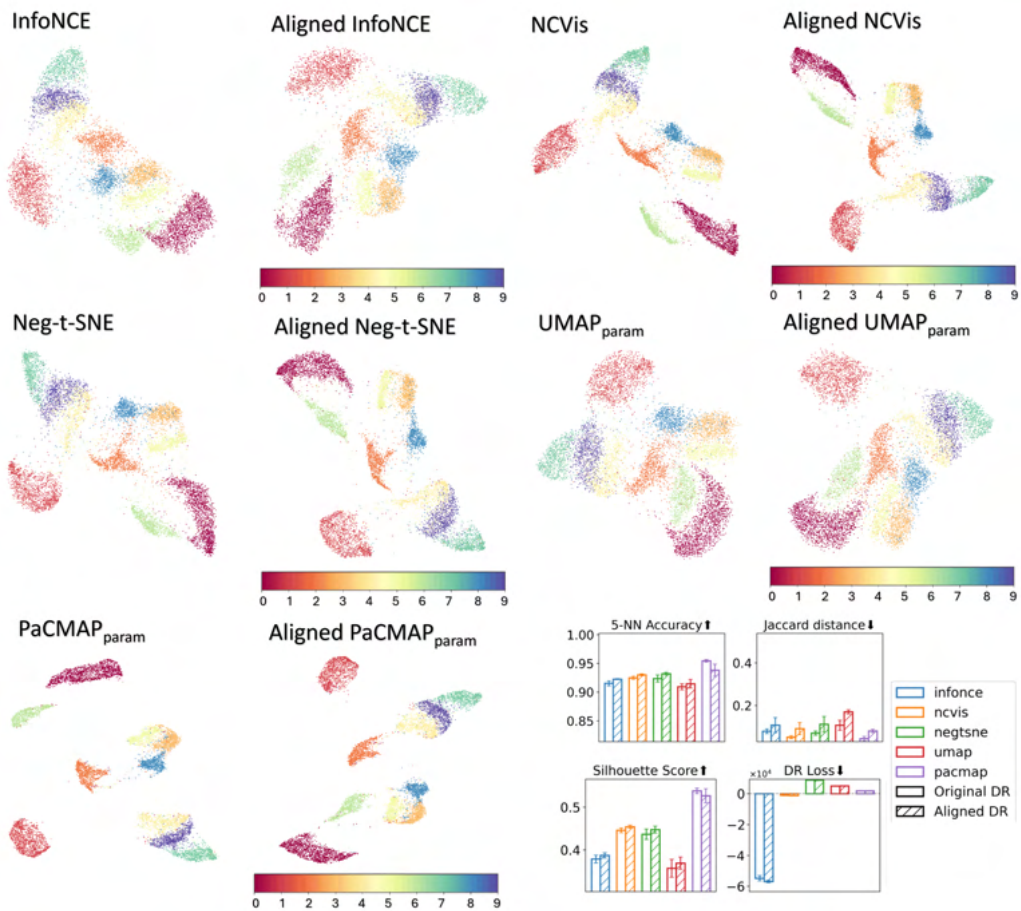 InfoNCE
Aligned InfoNCE
NCVis
Aligned NCVis
0 1 2 3 4 5 6 7 8 9
0 1 2 3 4 5 6 7 8 9
Neg-t-SNE
Aligned Neg-t-SNE
UMAPparam
Aligned UMAPparam
0 1 2 3 4 5 6 7 8 9
0 1 2 3 4 5 6 7 8 9
PaCMAPparam
Aligned PaCMAPparam
0 1 2 3 4 5 6 7 8 9
5-NN Accuracy⬆
1.00
0.95
0.90
0.85
Jaccard distance⬇
0.4
0.2
Silhouette Score⬆
0.5
0.4
×10⁴
DR Loss⬇
0
−2
−4
−6
infonce
ncvis
negtsne
umap
pacmap
Original DR
Aligned DR